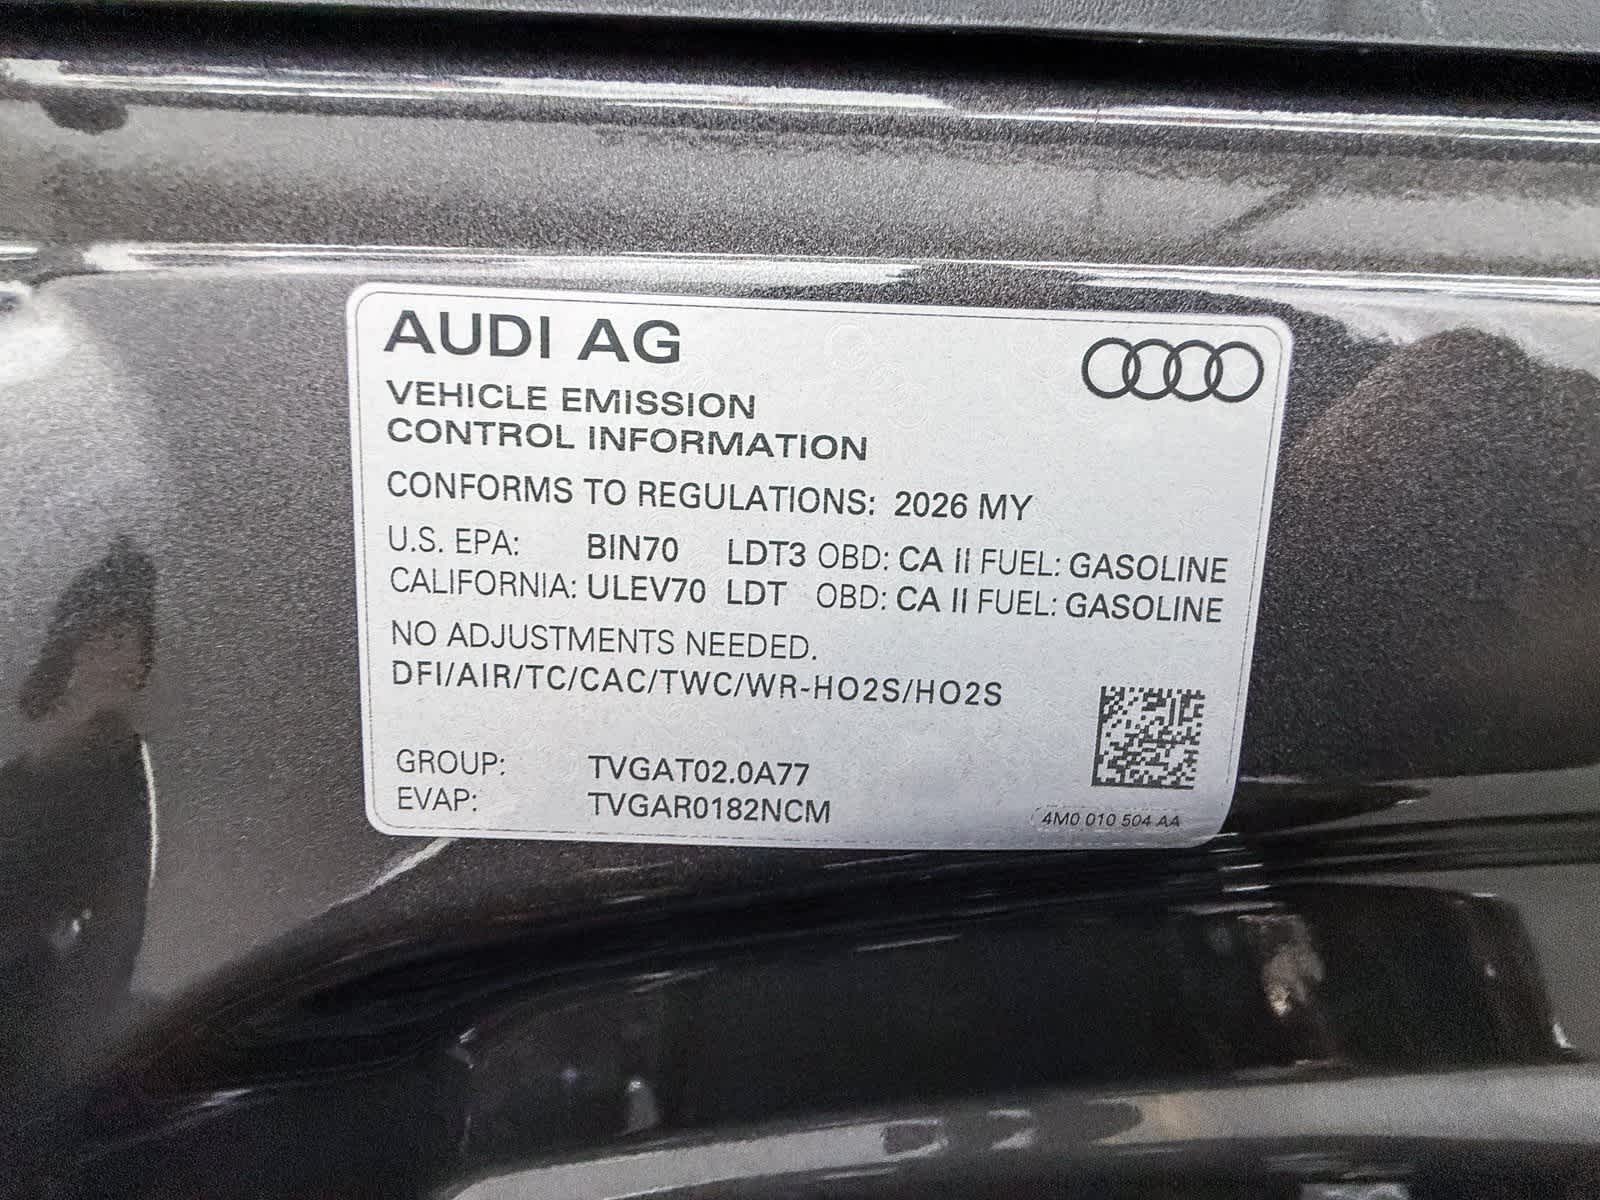 AUDI AG
VEHICLE EMISSION
CONTROL INFORMATION
CONFORMS TO REGULATIONS: 2026 MY
U.S. EPA: BIN70 LDT3 OBD: CA II FUEL: GASOLINE
CALIFORNIA: ULEV70 LDT OBD: CA II FUEL: GASOLINE
NO ADJUSTMENTS NEEDED.
DFI/AIR/TC/CAC/TWC/WR-HO2S/HO2S
GROUP: TVGAT02.0A77
EVAP: TVGAR0182NCM
4M0 010 504 AA